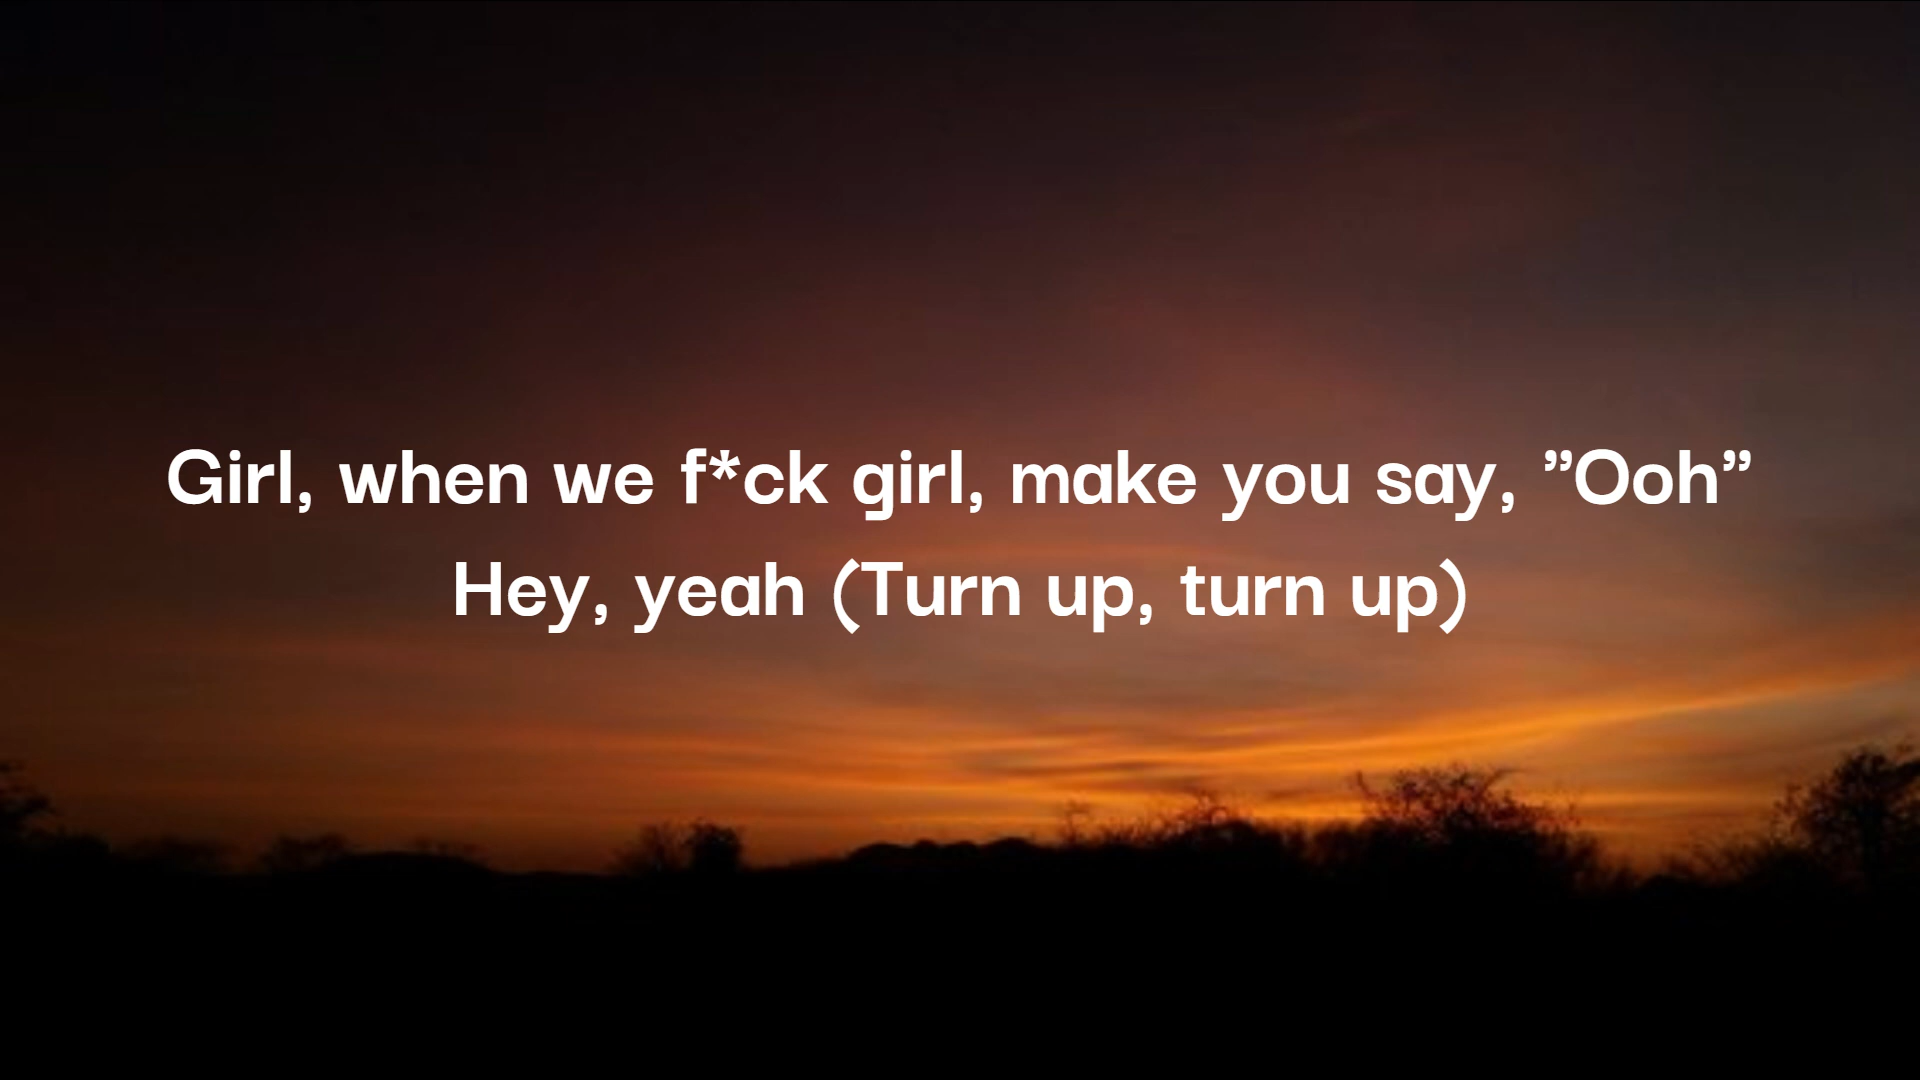 Girl, when we f*ck girl, make you say, ”Ooh”
Hey, yeah (Turn up, turn up)